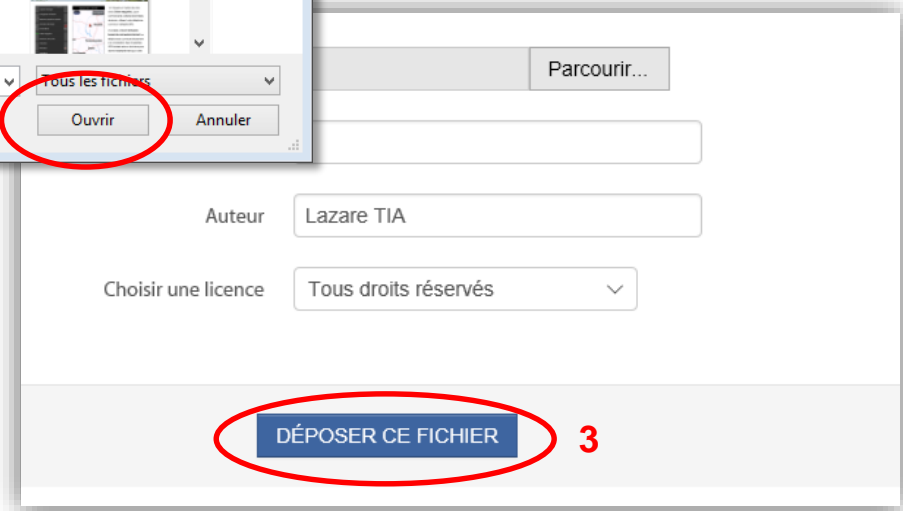 Parcourir...
Tous les fichiers
Ouvrir Annuler
Auteur Lazare TIA
Choisir une licence Tous droits réservés
DÉPOSER CE FICHIER 3